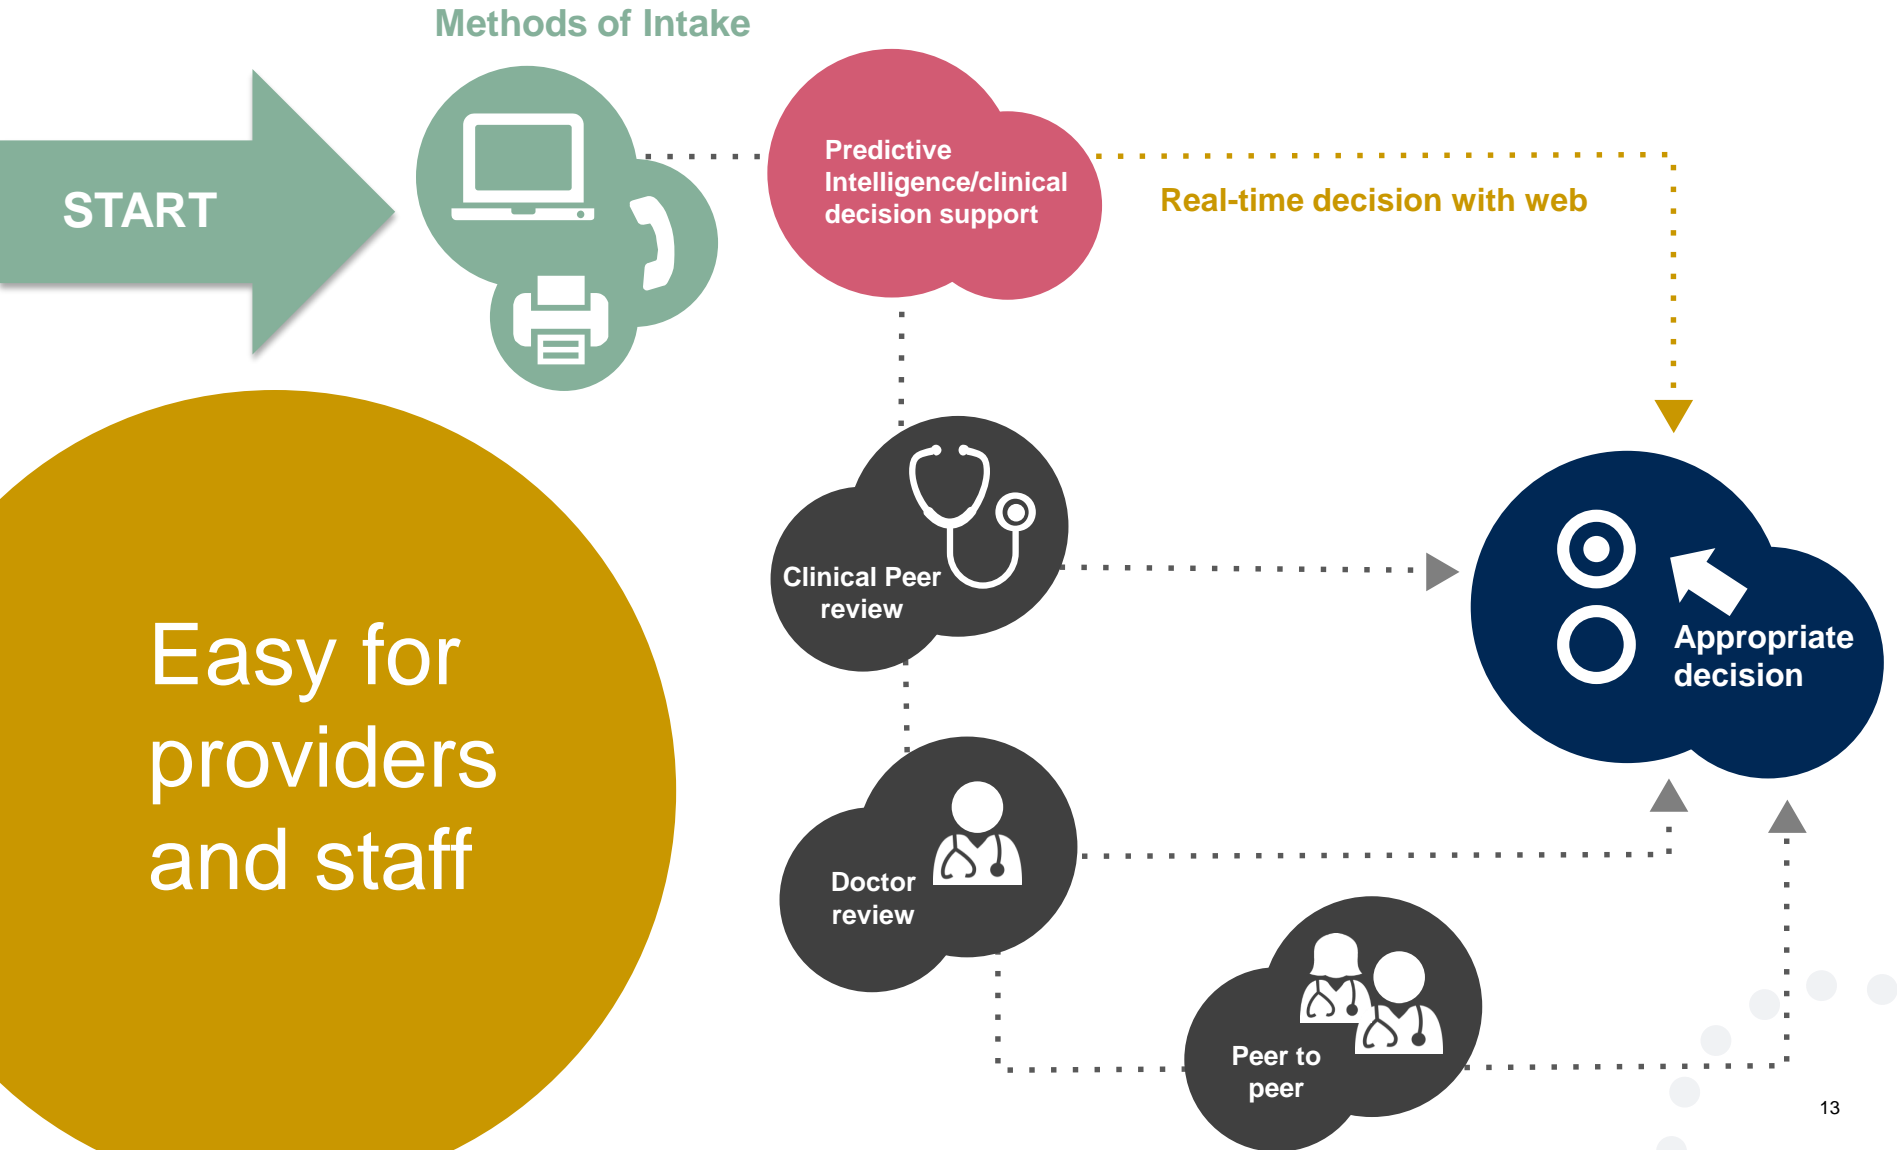 Methods of Intake
START
Predictive
Intelligence/clinical
decision support
Real-time decision with web
Clinical Peer
review
Easy for
providers
and staff
Appropriate
decision
Doctor
review
Peer to
peer
13